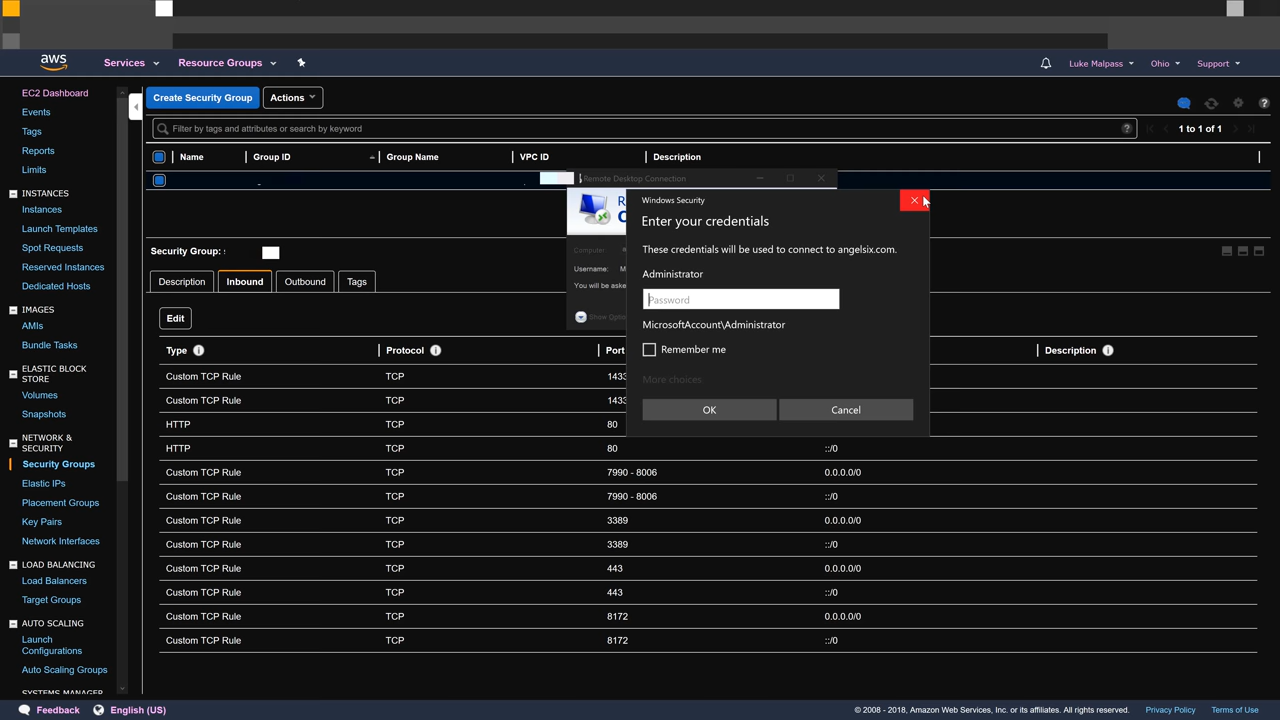 aws
Services
Resource Groups
Luke Malpass
Ohio
Support
EC2 Dashboard
Events
Tags
Reports
Limits
INSTANCES
Instances
Launch Templates
Spot Requests
Reserved Instances
Dedicated Hosts
IMAGES
AMIs
Bundle Tasks
ELASTIC BLOCK
STORE
Volumes
Snapshots
NETWORK &
SECURITY
Security Groups
Elastic IPs
Placement Groups
Key Pairs
Network Interfaces
LOAD BALANCING
Load Balancers
Target Groups
AUTO SCALING
Launch
Configurations
Auto Scaling Groups
SYSTEMS MANAGER
Create Security Group
Actions
Filter by tags and attributes or search by keyword
1 to 1 of 1
Name Group ID Group Name VPC ID Description
Security Group:
Description Inbound Outbound Tags
Edit
Type Protocol Port Description
Custom TCP Rule TCP 1433
Custom TCP Rule TCP 1433
HTTP TCP 80
HTTP TCP 80 ::/0
Custom TCP Rule TCP 7990 - 8006 0.0.0.0/0
Custom TCP Rule TCP 7990 - 8006 ::/0
Custom TCP Rule TCP 3389 0.0.0.0/0
Custom TCP Rule TCP 3389 ::/0
Custom TCP Rule TCP 443 0.0.0.0/0
Custom TCP Rule TCP 443 ::/0
Custom TCP Rule TCP 8172 0.0.0.0/0
Custom TCP Rule TCP 8172 ::/0
Remote Desktop Connection
Computer:
Username: M
You will be aske
Show Optio
Windows Security
Enter your credentials
These credentials will be used to connect to angelsix.com.
Administrator
Password
MicrosoftAccount\Administrator
Remember me
More choices
OK
Cancel
Feedback
English (US)
© 2008 - 2018, Amazon Web Services, Inc. or its affiliates. All rights reserved.
Privacy Policy
Terms of Use